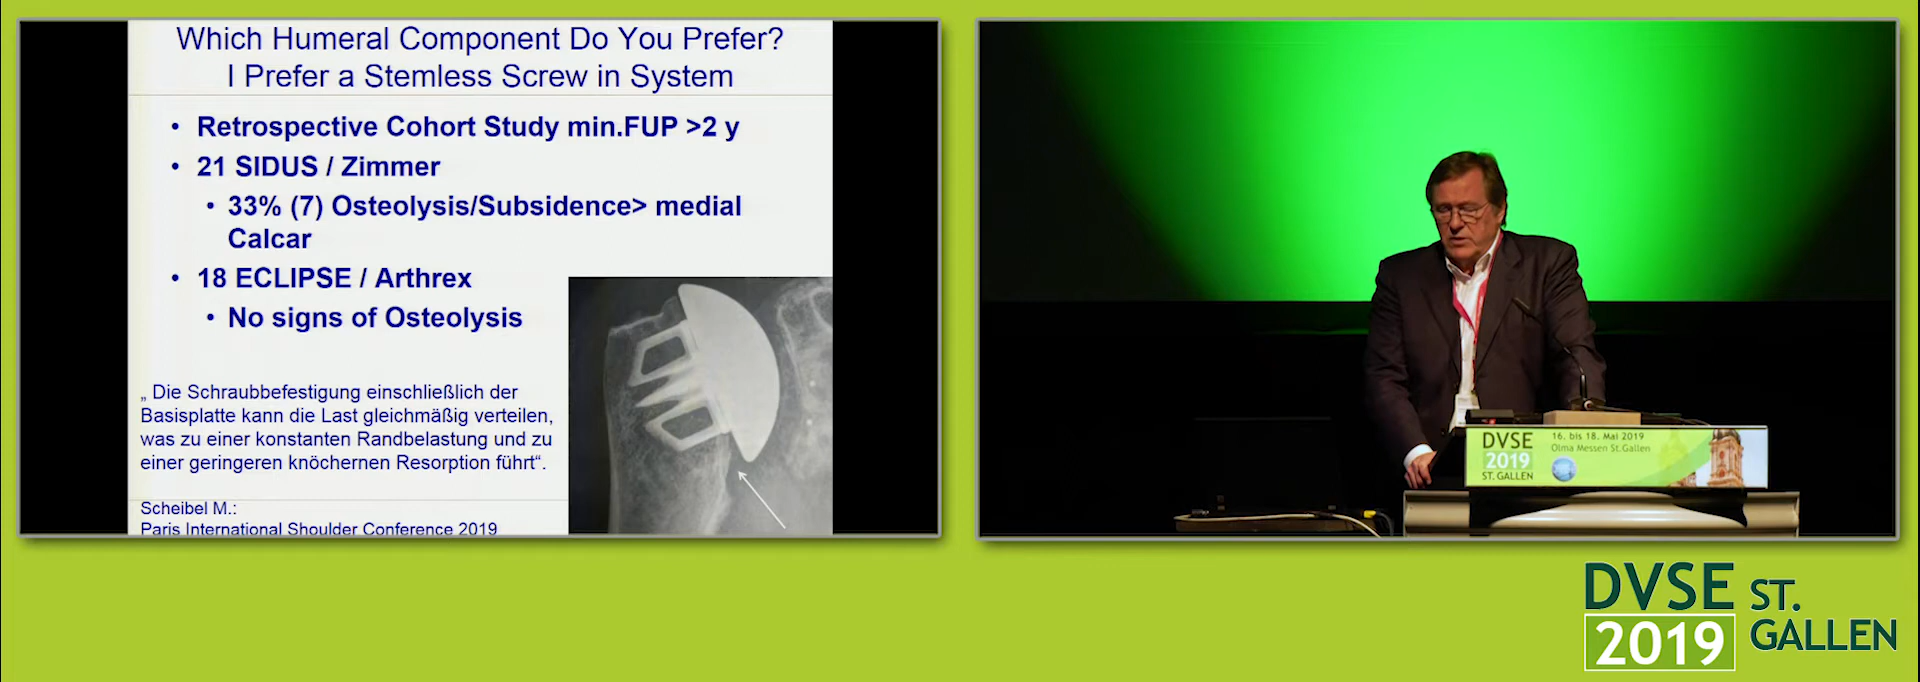 Which Humeral Component Do You Prefer?
I Prefer a Stemless Screw in System
• Retrospective Cohort Study min.FUP >2 y
• 21 SIDUS / Zimmer
• 33% (7) Osteolysis/Subsidence> medial
Calcar
• 18 ECLIPSE / Arthrex
• No signs of Osteolysis
„ Die Schraubbefestigung einschließlich der
Basisplatte kann die Last gleichmäßig verteilen,
was zu einer konstanten Randbelastung und zu
einer geringeren knöchernen Resorption führt“.
Scheibel M.:
Paris International Shoulder Conference 2019
DVSE
2019
ST. GALLEN
16. bis 18. Mai 2019
Olma Messen St.Gallen
DVSE ST.
2019 GALLEN